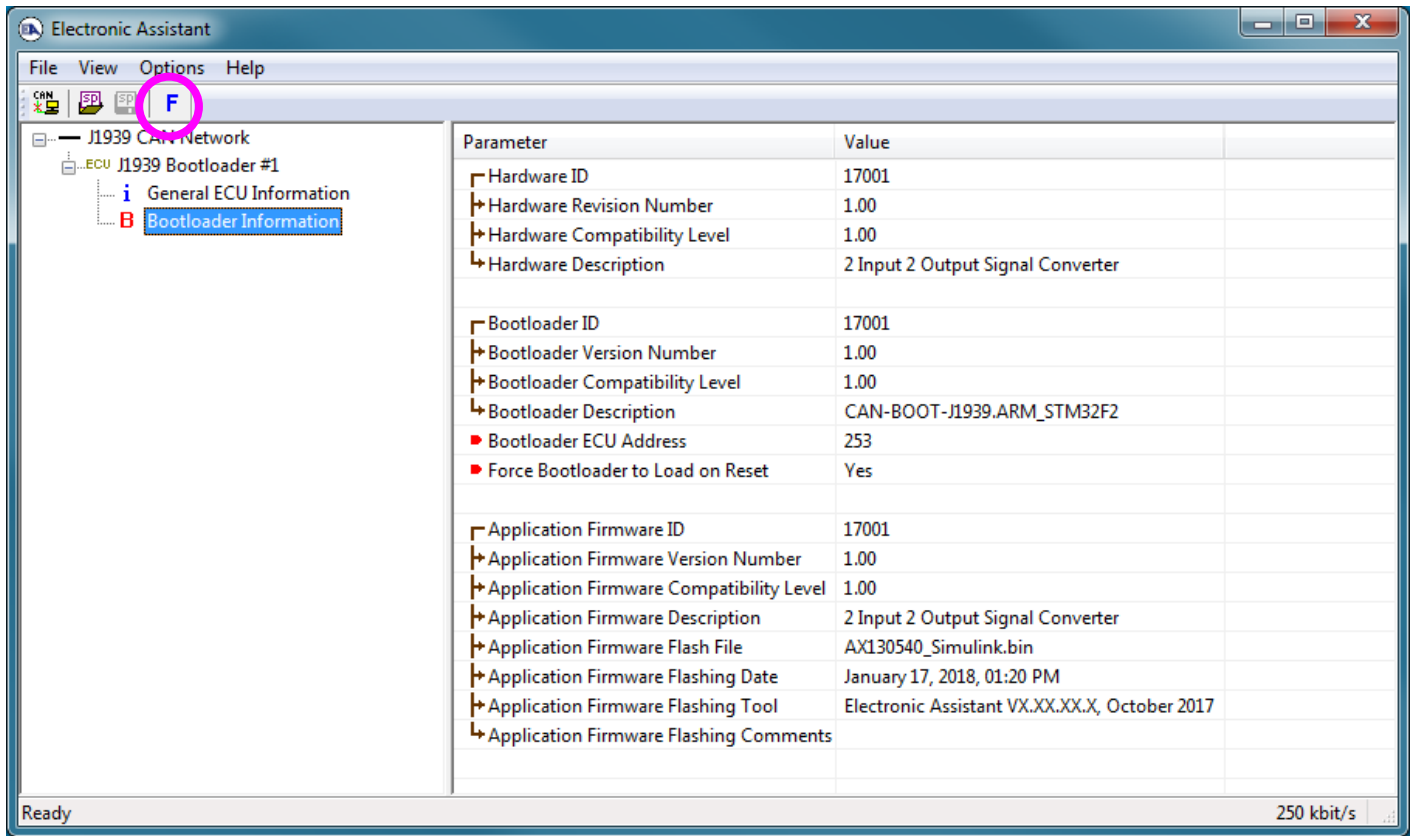 EA Electronic Assistant
File View Options Help
CAN SP SP F
J1939 CAN Network
ECU J1939 Bootloader #1
i General ECU Information
B Bootloader Information
Parameter Value
Hardware ID 17001
Hardware Revision Number 1.00
Hardware Compatibility Level 1.00
Hardware Description 2 Input 2 Output Signal Converter
Bootloader ID 17001
Bootloader Version Number 1.00
Bootloader Compatibility Level 1.00
Bootloader Description CAN-BOOT-J1939.ARM_STM32F2
Bootloader ECU Address 253
Force Bootloader to Load on Reset Yes
Application Firmware ID 17001
Application Firmware Version Number 1.00
Application Firmware Compatibility Level 1.00
Application Firmware Description 2 Input 2 Output Signal Converter
Application Firmware Flash File AX130540_Simulink.bin
Application Firmware Flashing Date January 17, 2018, 01:20 PM
Application Firmware Flashing Tool Electronic Assistant VX.XX.XX.X, October 2017
Application Firmware Flashing Comments
Ready 250 kbit/s